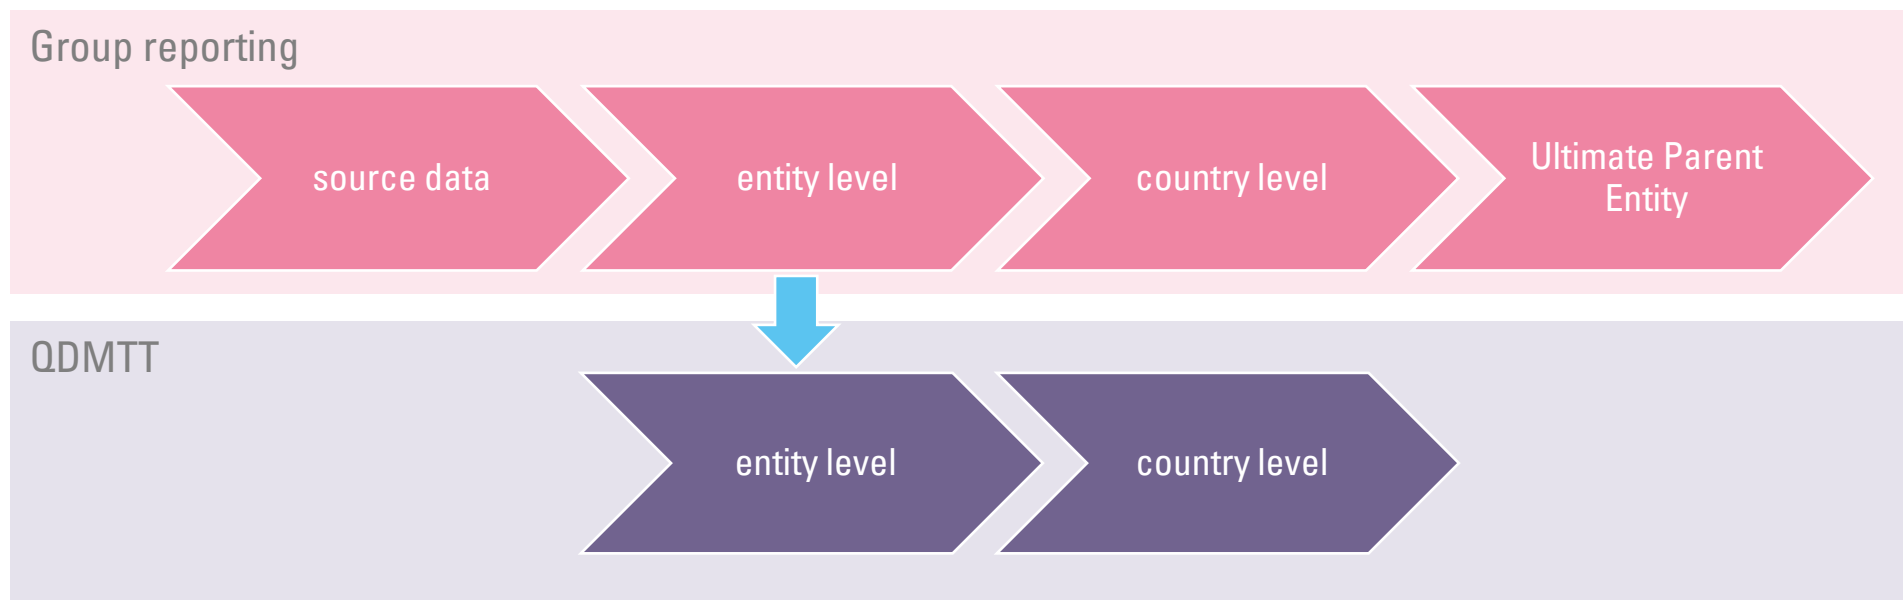 Group reporting
source data
entity level
country level
Ultimate Parent
Entity
QDMTT
entity level
country level